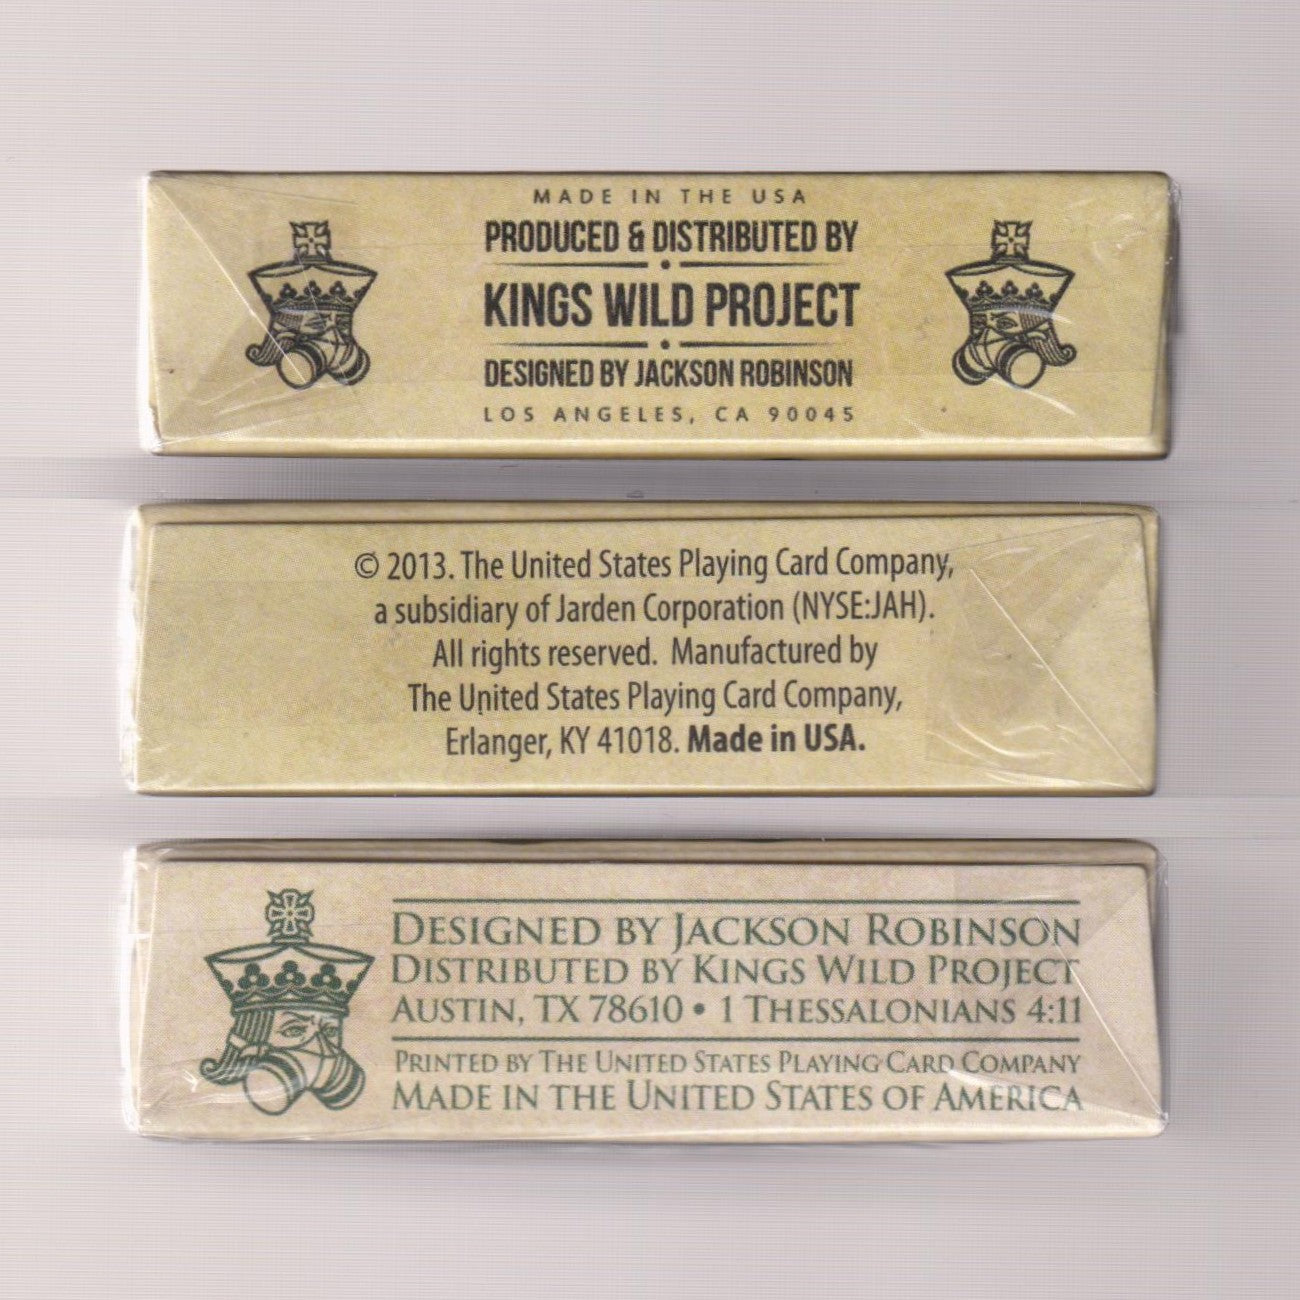 MADE IN THE USA
PRODUCED & DISTRIBUTED BY
KINGS WILD PROJECT
DESIGNED BY JACKSON ROBINSON
LOS ANGELES, CA 90045
© 2013. The United States Playing Card Company,
a subsidiary of Jarden Corporation (NYSE:JAH).
All rights reserved. Manufactured by
The United States Playing Card Company,
Erlanger, KY 41018. Made in USA.
DESIGNED BY JACKSON ROBINSON
DISTRIBUTED BY KINGS WILD PROJECT
AUSTIN, TX 78610 • 1 THESSALONIANS 4:11
PRINTED BY THE UNITED STATES PLAYING CARD COMPANY
MADE IN THE UNITED STATES OF AMERICA